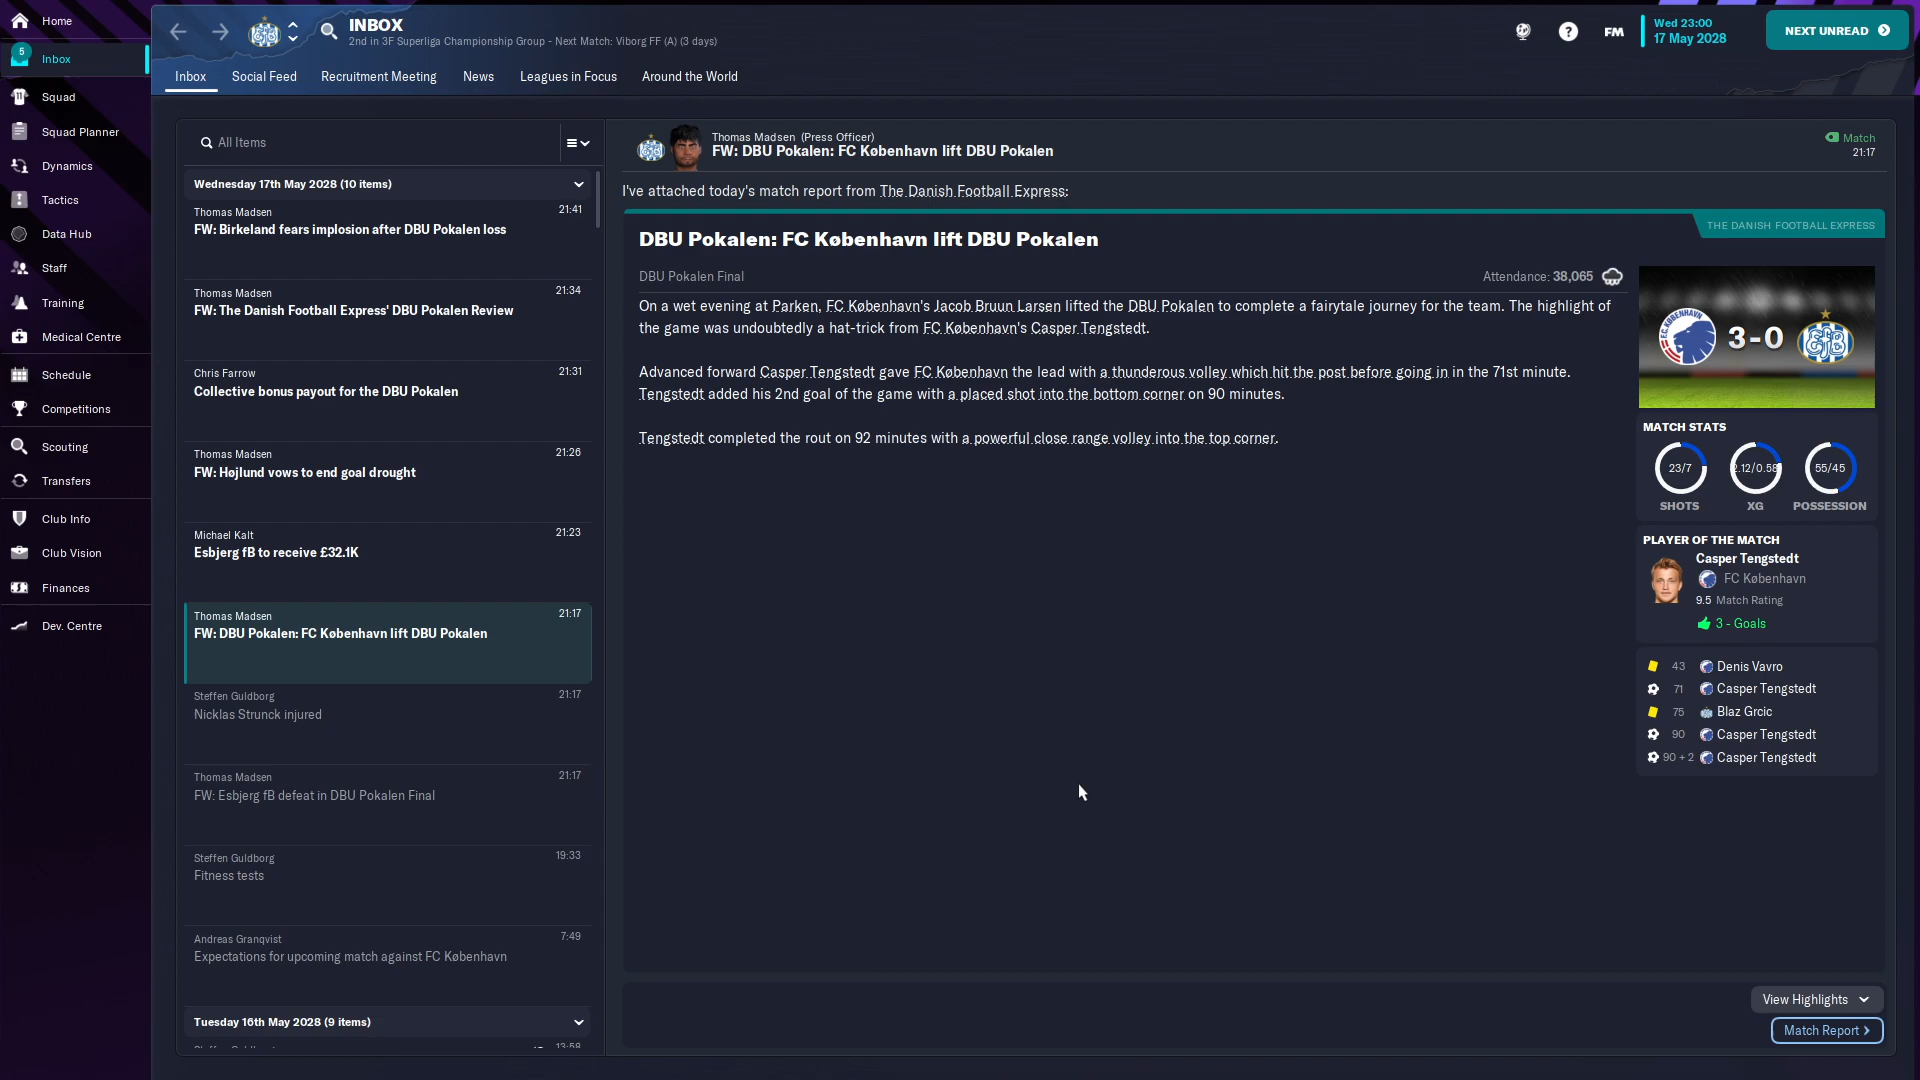 Home
5
Inbox
Squad
Squad Planner
Dynamics
Tactics
Data Hub
Staff
Training
Medical Centre
Schedule
Competitions
Scouting
Transfers
Club Info
Club Vision
Finances
Dev. Centre
INBOX
2nd in 3F Superliga Championship Group - Next Match: Viborg FF (A) (3 days)
FM
Wed 23:00
17 May 2028
NEXT UNREAD
Inbox
Social Feed
Recruitment Meeting
News
Leagues in Focus
Around the World
All Items
Wednesday 17th May 2028 (10 items)
Thomas Madsen 21:41
FW: Birkeland fears implosion after DBU Pokalen loss
Thomas Madsen 21:34
FW: The Danish Football Express' DBU Pokalen Review
Chris Farrow 21:31
Collective bonus payout for the DBU Pokalen
Thomas Madsen 21:26
FW: Højlund vows to end goal drought
Michael Kalt 21:23
Esbjerg fB to receive £32.1K
Thomas Madsen 21:17
FW: DBU Pokalen: FC København lift DBU Pokalen
Steffen Guldborg 21:17
Nicklas Strunck injured
Thomas Madsen 21:17
FW: Esbjerg fB defeat in DBU Pokalen Final
Steffen Guldborg 19:33
Fitness tests
Andreas Granqvist 7:49
Expectations for upcoming match against FC København
Tuesday 16th May 2028 (9 items)
13:58
Thomas Madsen (Press Officer)
FW: DBU Pokalen: FC København lift DBU Pokalen
Match
21:17
I've attached today's match report from The Danish Football Express:
THE DANISH FOOTBALL EXPRESS
DBU Pokalen: FC København lift DBU Pokalen
DBU Pokalen Final
Attendance: 38,065
On a wet evening at Parken, FC København's Jacob Bruun Larsen lifted the DBU Pokalen to complete a fairytale journey for the team. The highlight of
the game was undoubtedly a hat-trick from FC København's Casper Tengstedt.
Advanced forward Casper Tengstedt gave FC København the lead with a thunderous volley which hit the post before going in in the 71st minute.
Tengstedt added his 2nd goal of the game with a placed shot into the bottom corner on 90 minutes.
Tengstedt completed the rout on 92 minutes with a powerful close range volley into the top corner.
3-0
MATCH STATS
23/7
2.12/0.58
55/45
SHOTS
XG
POSSESSION
PLAYER OF THE MATCH
Casper Tengstedt
FC København
9.5 Match Rating
3 - Goals
43 Denis Vavro
71 Casper Tengstedt
75 Blaz Grcic
90 Casper Tengstedt
90 + 2 Casper Tengstedt
View Highlights
Match Report